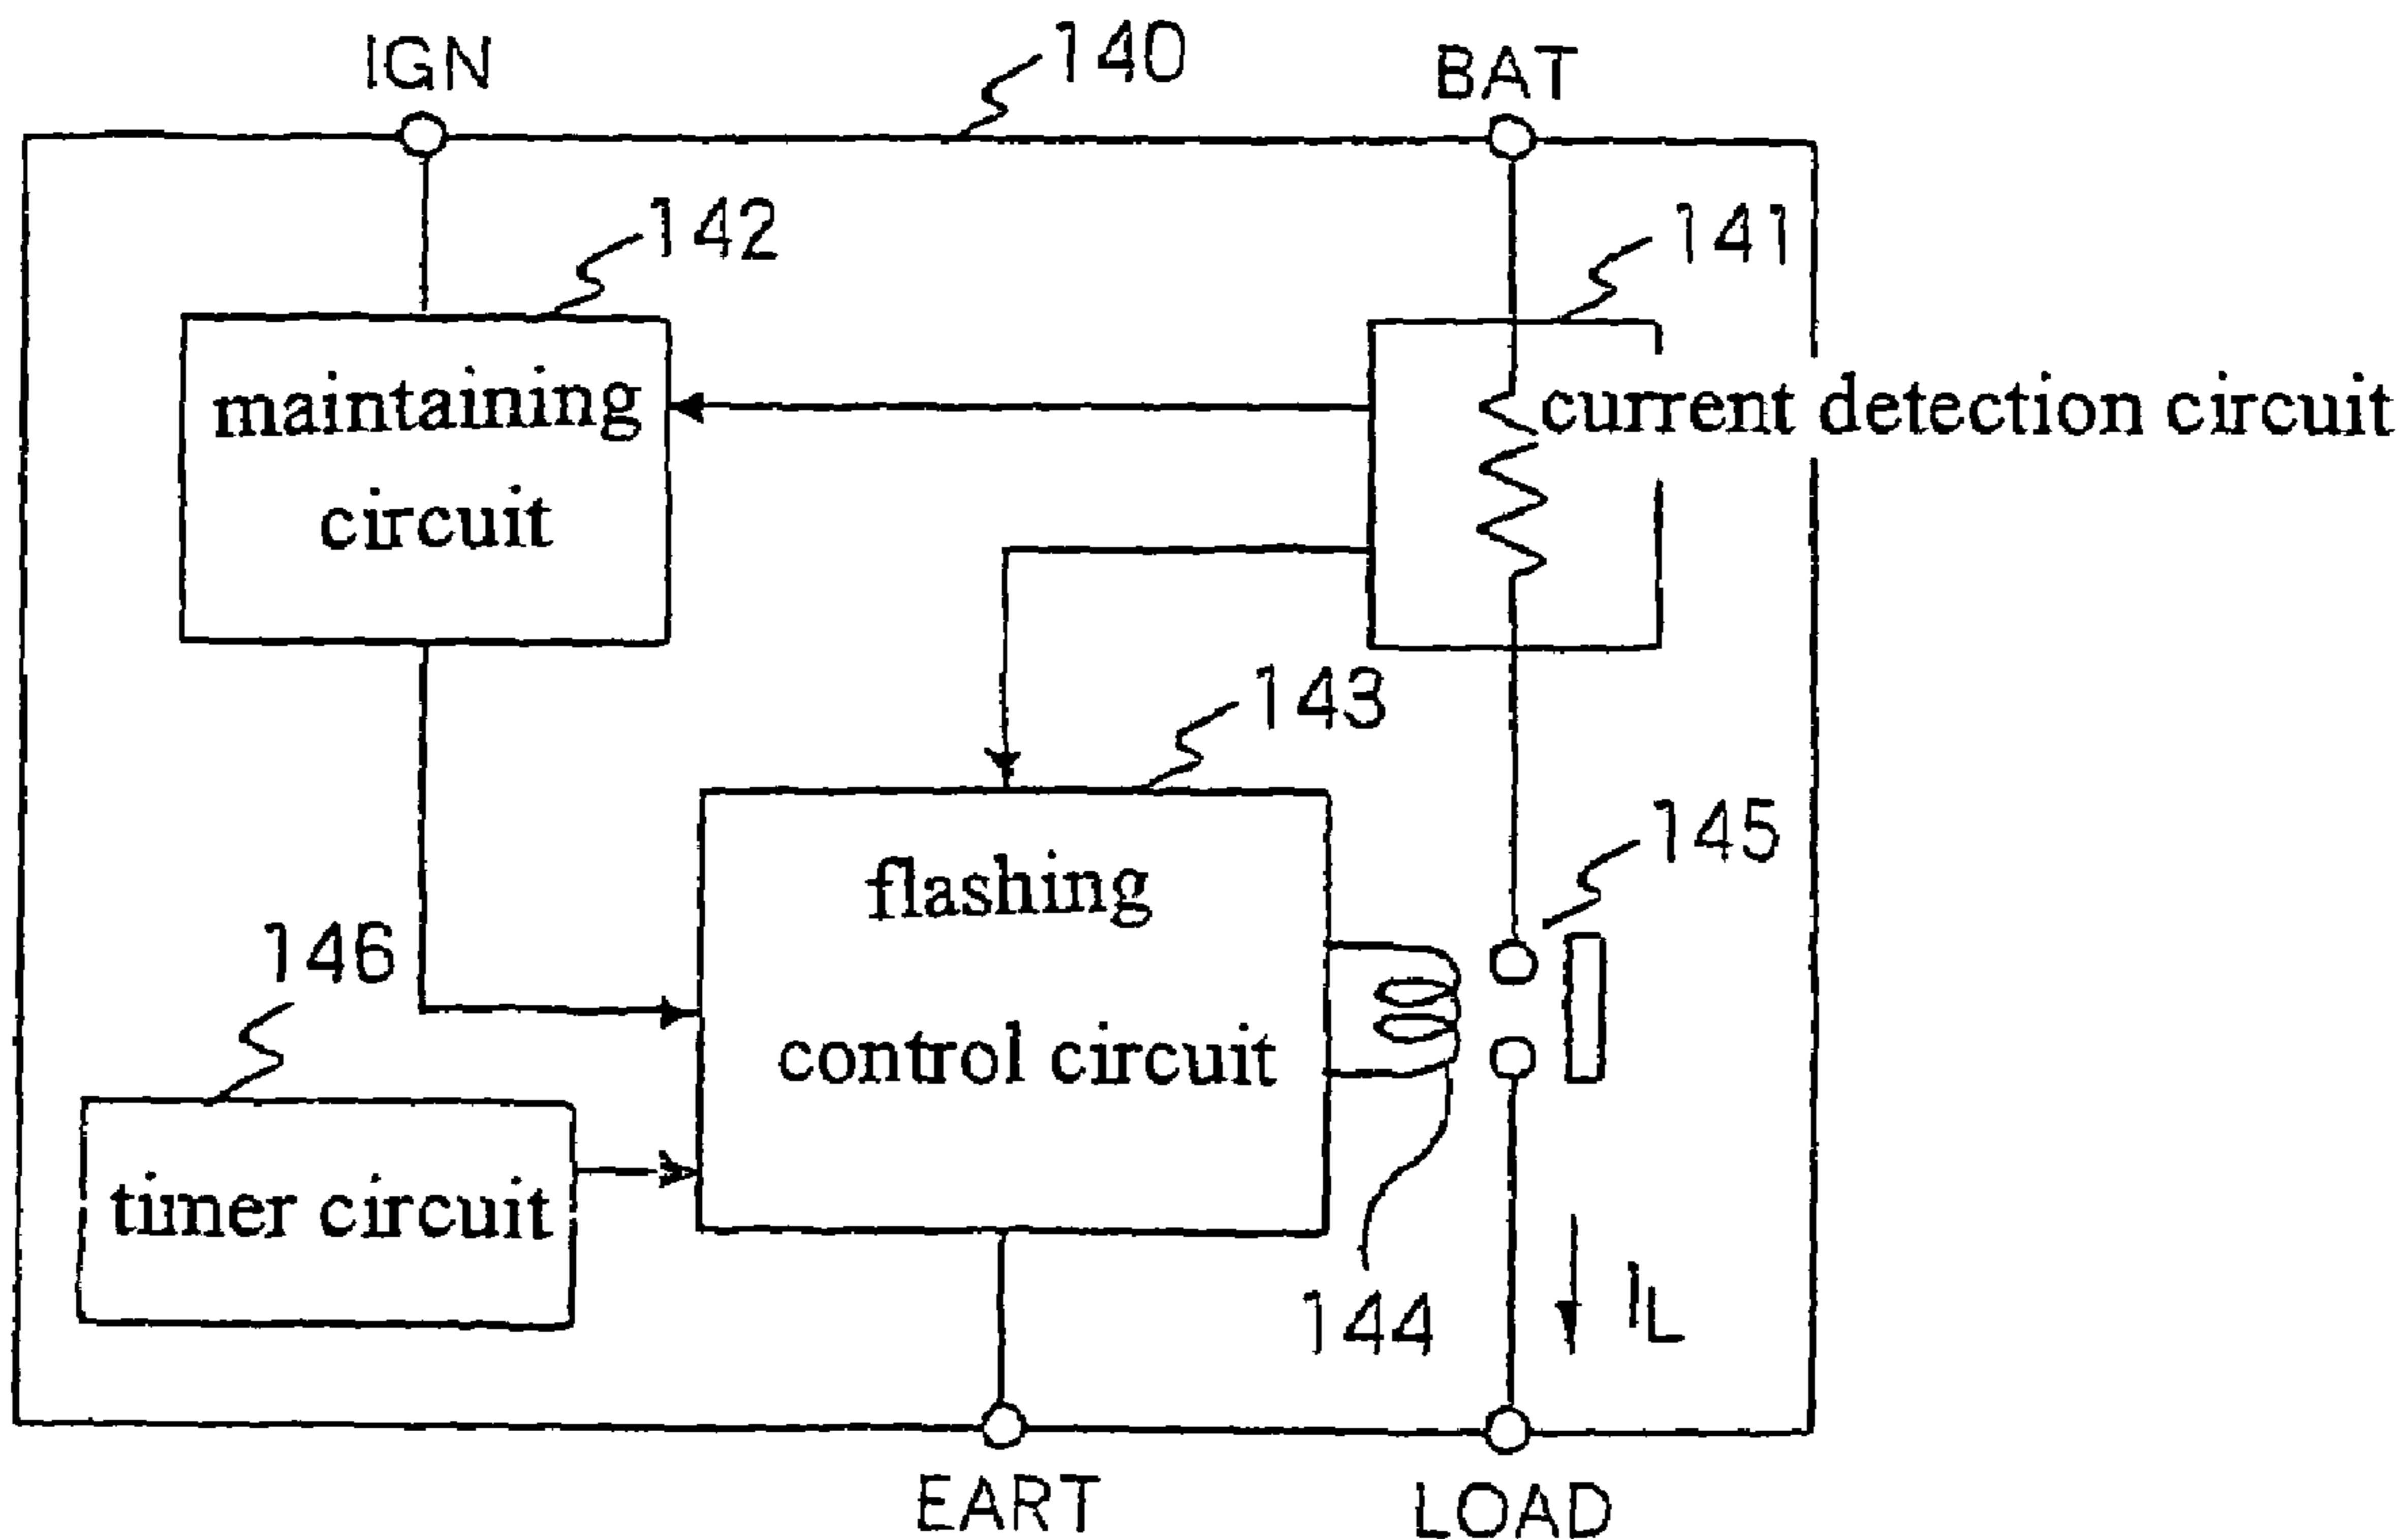 IGN
140
BAT
142
141
maintaining
circuit
current detection circuit
143
145
flashing
control circuit
146
timer circuit
144
IL
EART
LOAD